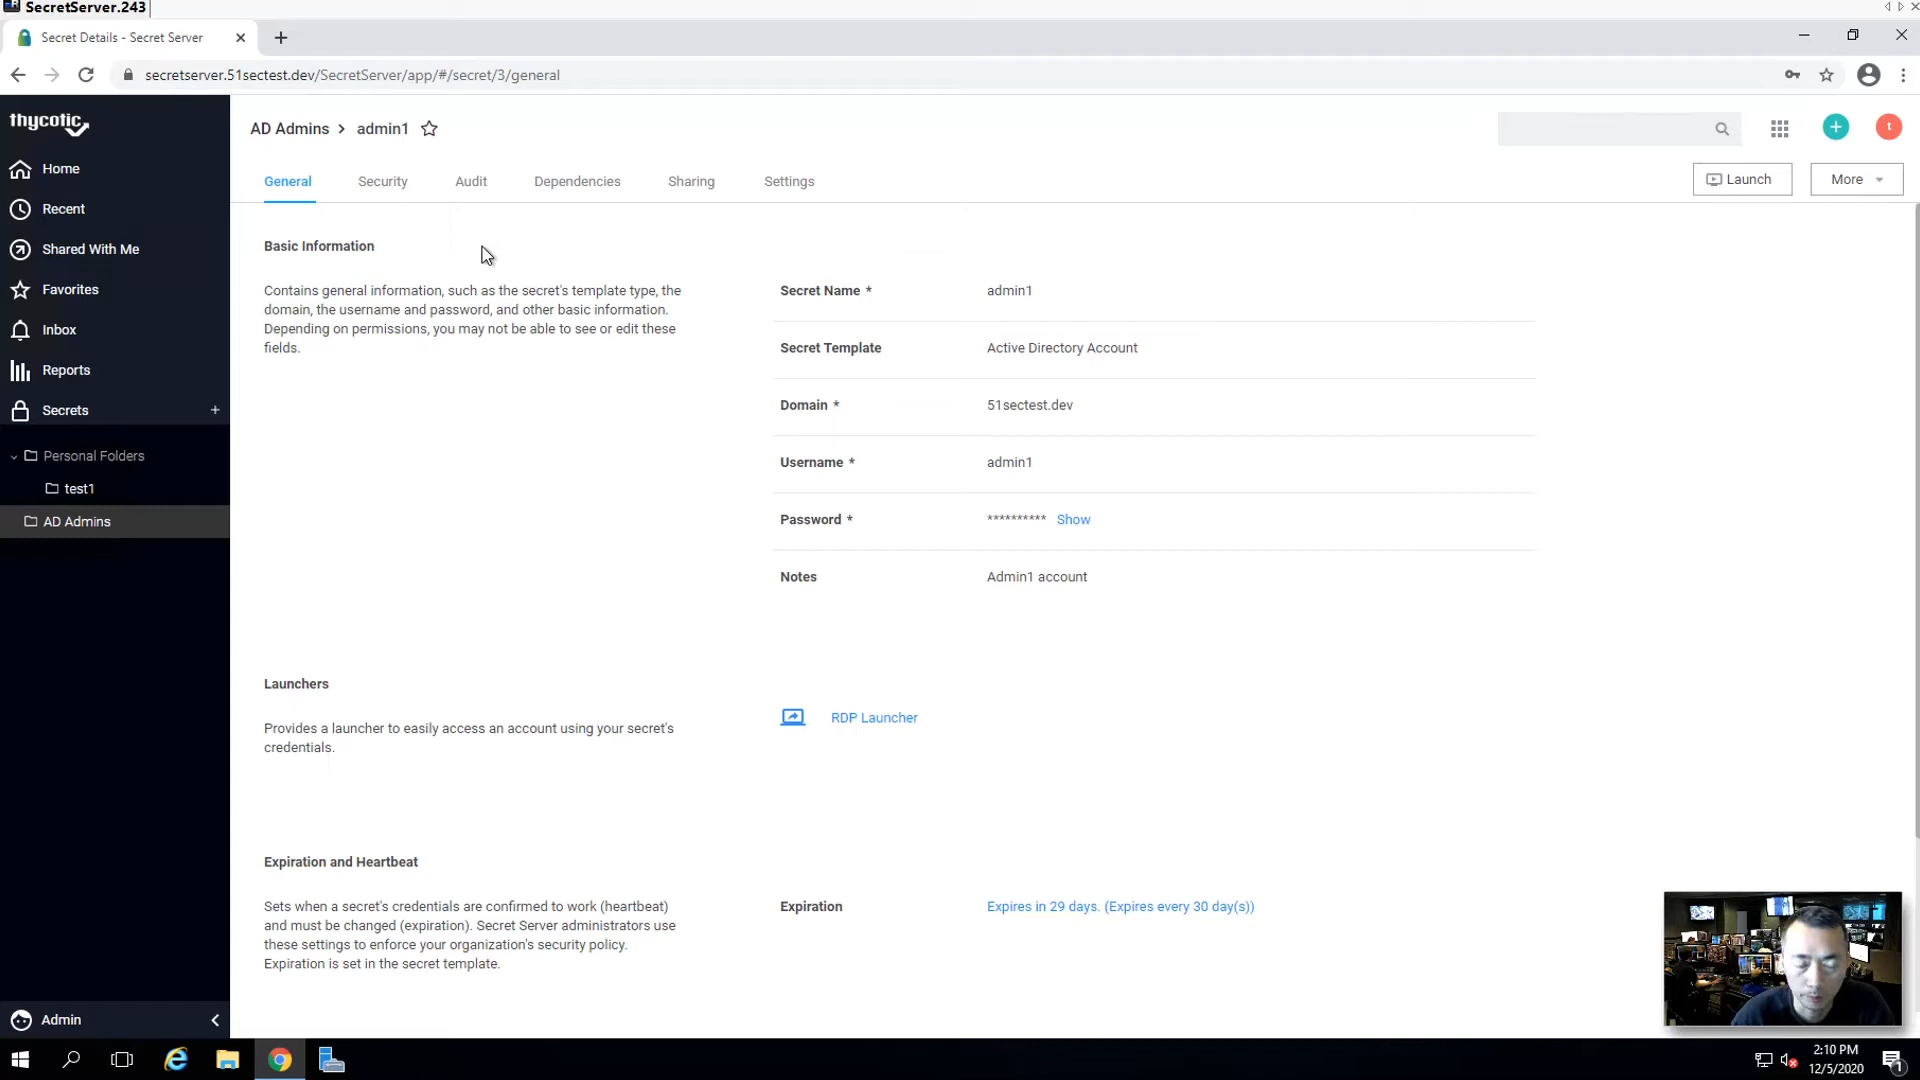 SecretServer.243
Secret Details - Secret Server
secretserver.51sectest.dev/SecretServer/app/#/secret/3/general
thycotic
Home
Recent
Shared With Me
Favorites
Inbox
Reports
Secrets
Personal Folders
test1
AD Admins
Admin
AD Admins > admin1
t
General
Security
Audit
Dependencies
Sharing
Settings
Launch
More
Basic Information
Contains general information, such as the secret's template type, the
domain, the username and password, and other basic information.
Depending on permissions, you may not be able to see or edit these
fields.
Secret Name * admin1
Secret Template Active Directory Account
Domain * 51sectest.dev
Username * admin1
Password * ********** Show
Notes Admin1 account
Launchers
Provides a launcher to easily access an account using your secret's
credentials.
RDP Launcher
Expiration and Heartbeat
Sets when a secret's credentials are confirmed to work (heartbeat)
and must be changed (expiration). Secret Server administrators use
these settings to enforce your organization's security policy.
Expiration is set in the secret template.
Expiration Expires in 29 days. (Expires every 30 day(s))
2:10 PM
12/5/2020
1